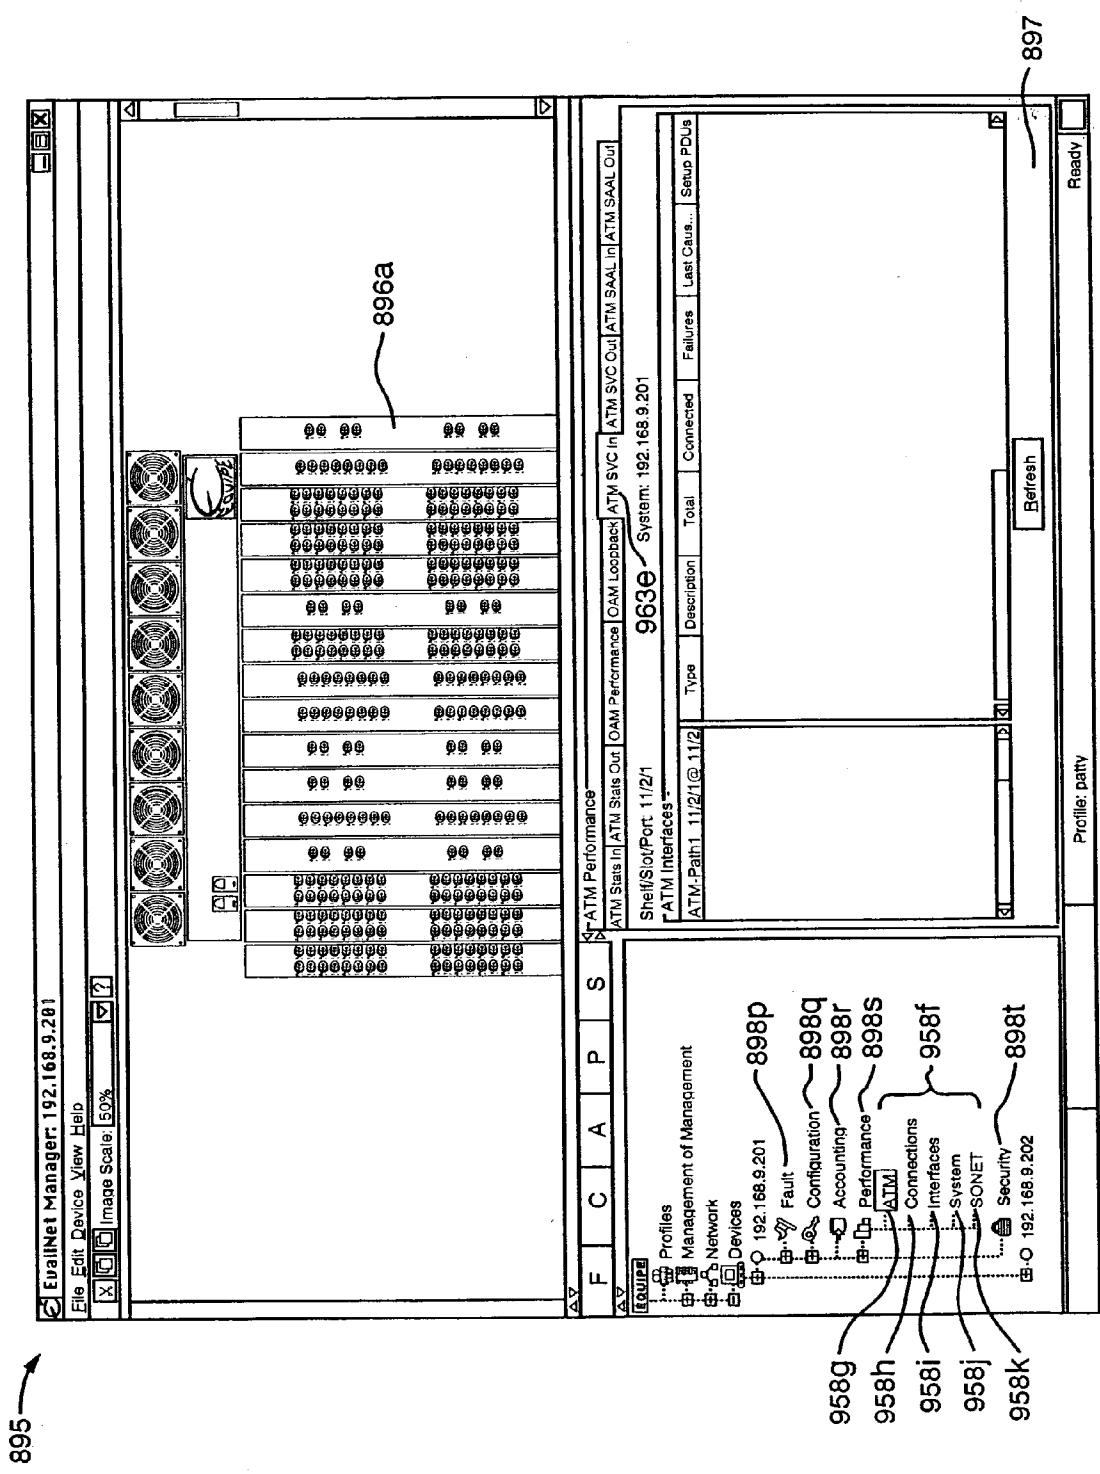 895
EvaliNet Manager: 192.168.9.201
File Edit Device View Help
Image Scale: 50%
?
896a
F C A P S
EQUIPE
Profiles
Management of Management
Network
Devices
192.168.9.201
Fault
Configuration
Accounting
Performance
ATM
Connections
Interfaces
System
SONET
Security
192.168.9.202
898p
898q
898r
898s
958f
898t
958g
958h
958i
958j
958k
ATM Performance
ATM Stats In ATM Stats Out OAM Performance OAM Loopback ATM SVC In ATM SVC Out ATM SAAL In ATM SAAL Out
Shelf/Slot/Port: 11/2/1 System: 192.168.9.201
963e
ATM Interfaces
ATM-Path1 11/2/1@ 11/2
Type Description Total Connected Failures Last Caus... Setup PDUs
Refresh
897
Profile: patty
Ready